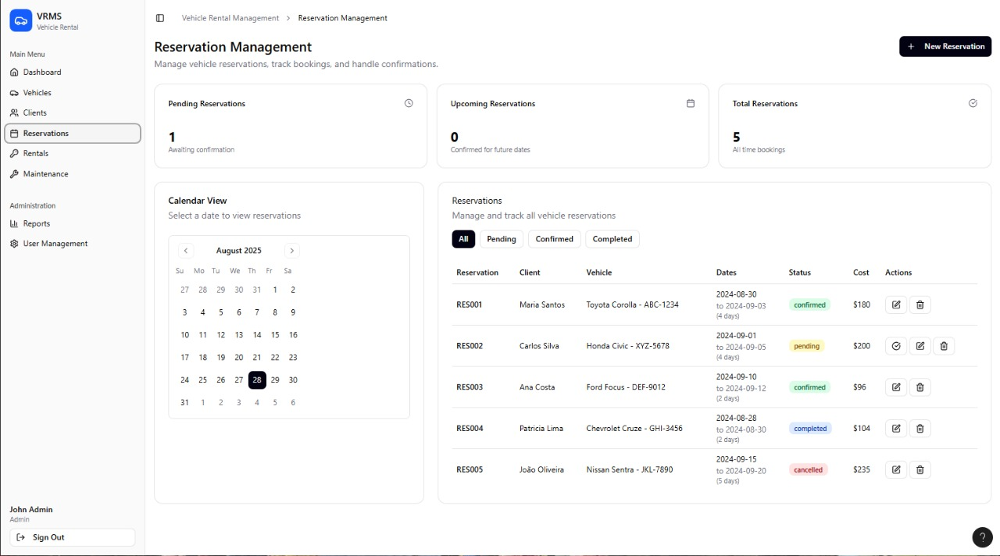 VRMS
Vehicle Rental
Main Menu
Dashboard
Vehicles
Clients
Reservations
Rentals
Maintenance
Administration
Reports
User Management
John Admin
Admin
Sign Out
Vehicle Rental Management > Reservation Management
Reservation Management
Manage vehicle reservations, track bookings, and handle confirmations.
+ New Reservation
Pending Reservations
1
Awaiting confirmation
Upcoming Reservations
0
Confirmed for future dates
Total Reservations
5
All time bookings
Calendar View
Select a date to view reservations
August 2025
Su Mo Tu We Th Fr Sa
27 28 29 30 31 1 2
3 4 5 6 7 8 9
10 11 12 13 14 15 16
17 18 19 20 21 22 23
24 25 26 27 28 29 30
31 1 2 3 4 5 6
Reservations
Manage and track all vehicle reservations
All Pending Confirmed Completed
Reservation Client Vehicle Dates Status Cost Actions
RES001 Maria Santos Toyota Corolla - ABC-1234 2024-08-30 to 2024-09-03 (4 days) confirmed $180
RES002 Carlos Silva Honda Civic - XYZ-5678 2024-09-01 to 2024-09-05 (4 days) pending $200
RES003 Ana Costa Ford Focus - DEF-9012 2024-09-10 to 2024-09-12 (2 days) confirmed $96
RES004 Patricia Lima Chevrolet Cruze - GHI-3456 2024-08-28 to 2024-08-30 (2 days) completed $104
RES005 João Oliveira Nissan Sentra - JKL-7890 2024-09-15 to 2024-09-20 (5 days) cancelled $235
?